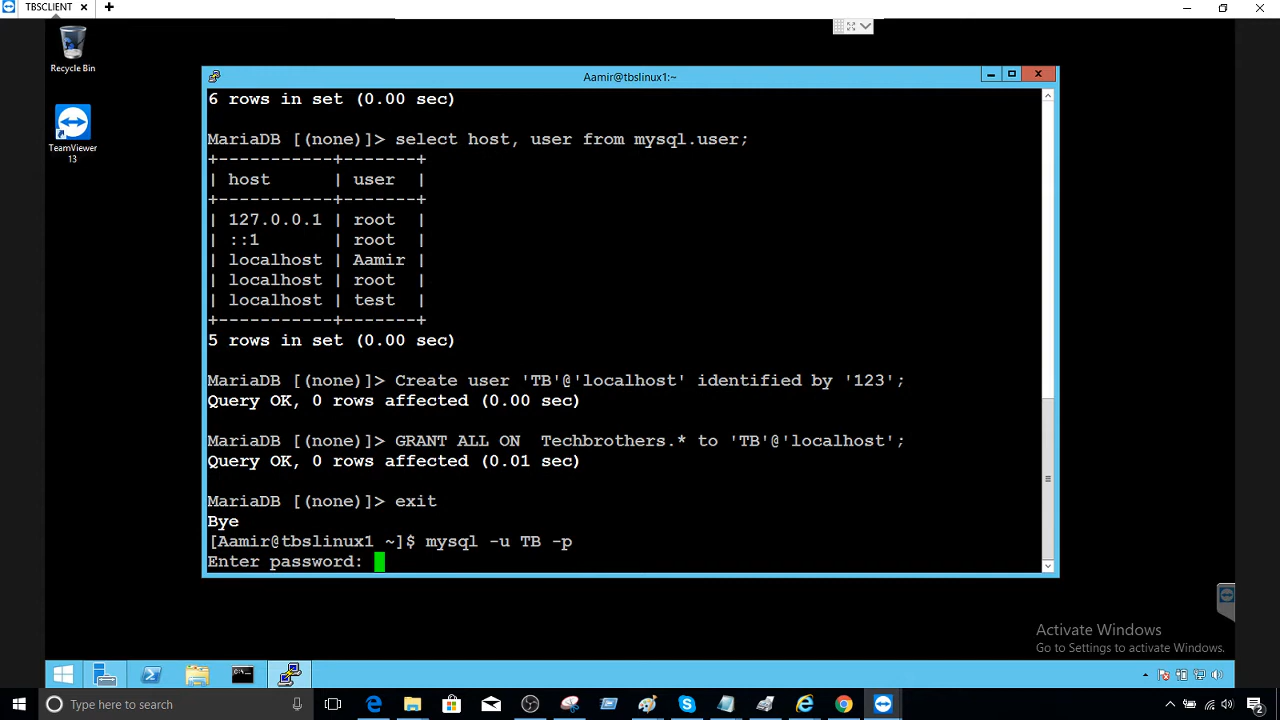 TBSCLIENT
Recycle Bin
TeamViewer
13
Aamir@tbslinux1:~
6 rows in set (0.00 sec)
MariaDB [(none)]> select host, user from mysql.user;
+-----------+-------+
| host      | user  |
+-----------+-------+
| 127.0.0.1 | root  |
| ::1       | root  |
| localhost | Aamir |
| localhost | root  |
| localhost | test  |
+-----------+-------+
5 rows in set (0.00 sec)
MariaDB [(none)]> Create user 'TB'@'localhost' identified by '123';
Query OK, 0 rows affected (0.00 sec)
MariaDB [(none)]> GRANT ALL ON  Techbrothers.* to 'TB'@'localhost';
Query OK, 0 rows affected (0.01 sec)
MariaDB [(none)]> exit
Bye
[Aamir@tbslinux1 ~]$ mysql -u TB -p
Enter password:
Activate Windows
Go to Settings to activate Windows.
Type here to search
2